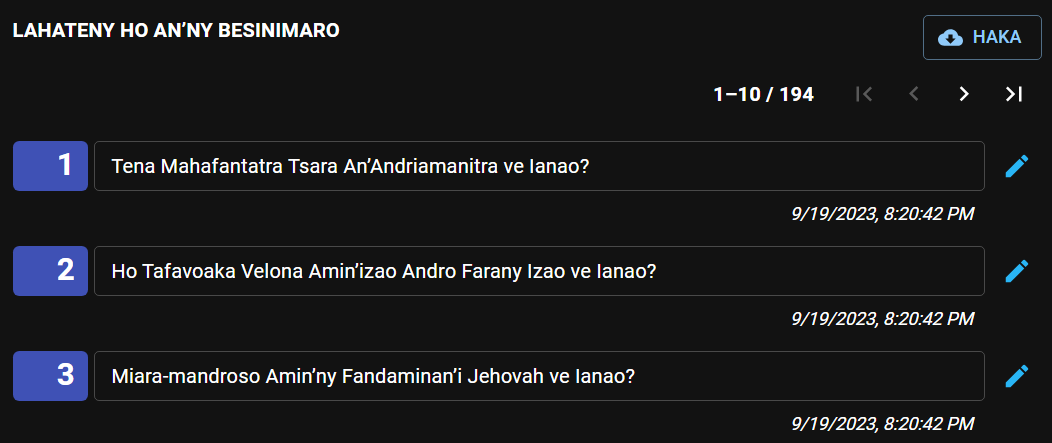 LAHATENY HO AN’NY BESINIMARO
HAKA
1–10 / 194
1 Tena Mahafantatra Tsara An’Andriamanitra ve Ianao?
9/19/2023, 8:20:42 PM
2 Ho Tafavoaka Velona Amin’izao Andro Farany Izao ve Ianao?
9/19/2023, 8:20:42 PM
3 Miara-mandroso Amin’ny Fandaminan’i Jehovah ve Ianao?
9/19/2023, 8:20:42 PM